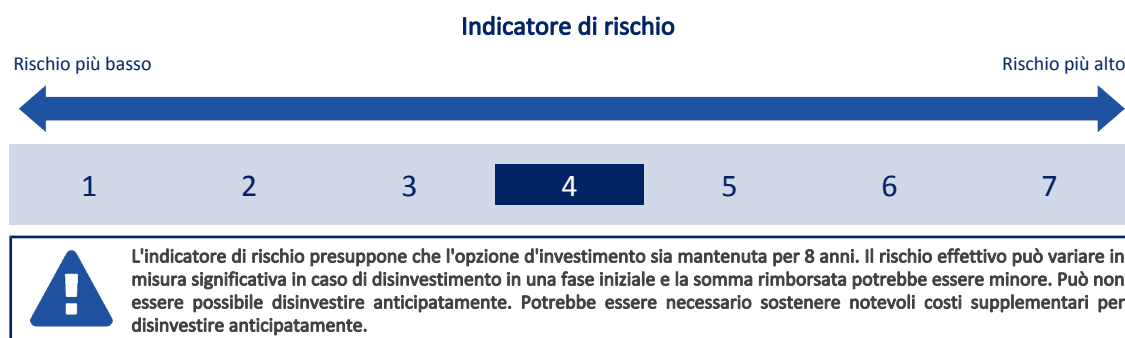 Indicatore di rischio
Rischio più basso
Rischio più alto
1 2 3 4 5 6 7
L'indicatore di rischio presuppone che l'opzione d'investimento sia mantenuta per 8 anni. Il rischio effettivo può variare in
misura significativa in caso di disinvestimento in una fase iniziale e la somma rimborsata potrebbe essere minore. Può non
essere possibile disinvestire anticipatamente. Potrebbe essere necessario sostenere notevoli costi supplementari per
disinvestire anticipatamente.